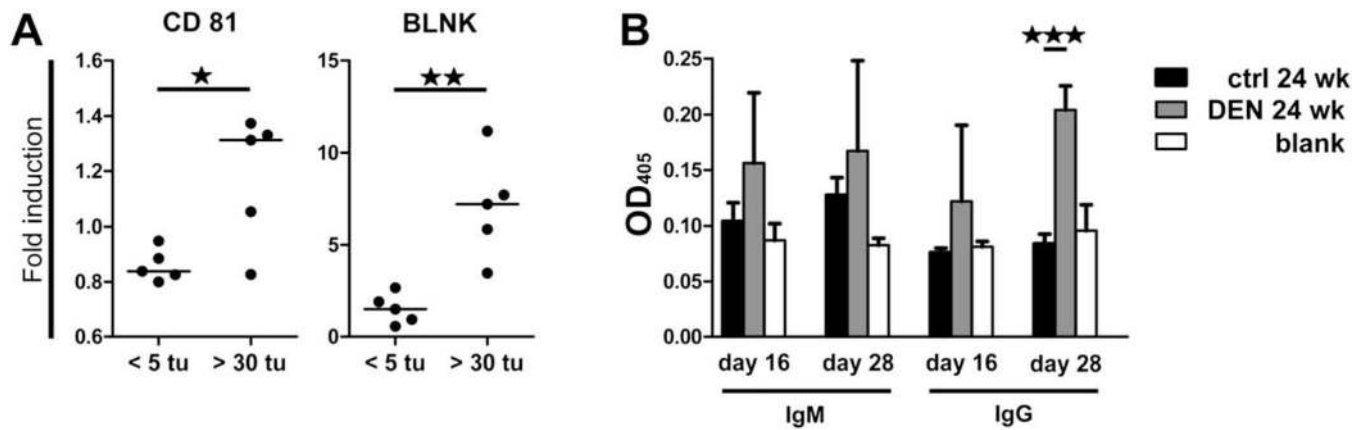 A
CD 81
BLNK
Fold induction
1.6
1.4
1.2
1.0
0.8
0.6
★
< 5 tu
> 30 tu
15
10
5
0
★★
< 5 tu
> 30 tu
B
OD405
0.25
0.20
0.15
0.10
0.05
0.00
★★★
ctrl 24 wk
DEN 24 wk
blank
day 16
day 28
day 16
day 28
IgM
IgG